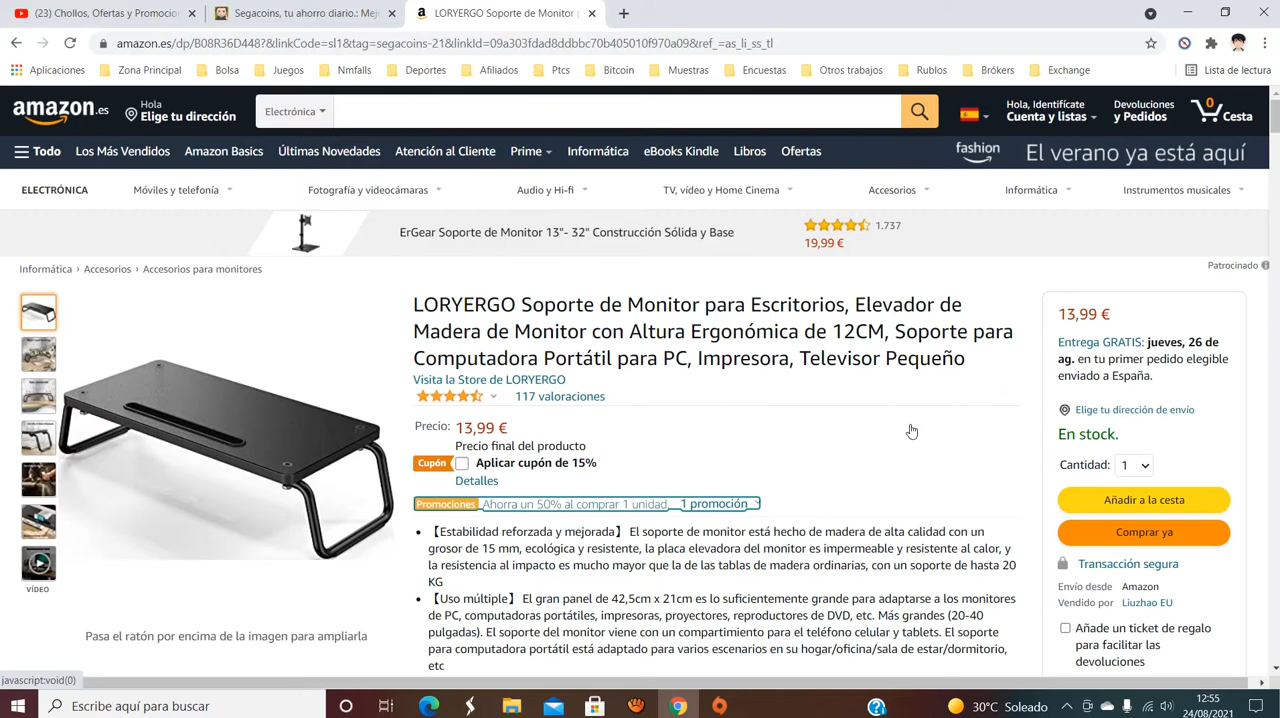 (23) Chollos, Ofertas y Promocion
Segacoins, tu ahorro diario.: Mej
LORYERGO Soporte de Monitor p
amazon.es/dp/B08R36D448?&linkCode=sl1&tag=segacoins-21&linkId=09a303fdad8ddbbc70b405010f970a09&ref_=as_li_ss_tl
Aplicaciones Zona Principal Bolsa Juegos Nmfalls Deportes Afiliados Ptcs Bitcoin Muestras Encuestas Otros trabajos Rublos Brókers Exchange Lista de lectura
amazon.es
Hola
Elige tu dirección
Electrónica
Hola, Identifícate
Cuenta y listas
Devoluciones
y Pedidos
0
Cesta
Todo Los Más Vendidos Amazon Basics Últimas Novedades Atención al Cliente Prime Informática eBooks Kindle Libros Ofertas
fashion El verano ya está aquí
ELECTRÓNICA Móviles y telefonía Fotografía y videocámaras Audio y Hi-fi TV, vídeo y Home Cinema Accesorios Informática Instrumentos musicales
ErGear Soporte de Monitor 13"- 32" Construcción Sólida y Base
1.737
19,99 €
Patrocinado
Informática › Accesorios › Accesorios para monitores
VÍDEO
Pasa el ratón por encima de la imagen para ampliarla
LORYERGO Soporte de Monitor para Escritorios, Elevador de
Madera de Monitor con Altura Ergonómica de 12CM, Soporte para
Computadora Portátil para PC, Impresora, Televisor Pequeño
Visita la Store de LORYERGO
117 valoraciones
Precio: 13,99 €
Precio final del producto
Cupón Aplicar cupón de 15%
Detalles
Promociones Ahorra un 50% al comprar 1 unidad. 1 promoción
• 【Estabilidad reforzada y mejorada】 El soporte de monitor está hecho de madera de alta calidad con un
grosor de 15 mm, ecológica y resistente, la placa elevadora del monitor es impermeable y resistente al calor, y
la resistencia al impacto es mucho mayor que la de las tablas de madera ordinarias, con un soporte de hasta 20
KG
• 【Uso múltiple】 El gran panel de 42,5cm x 21cm es lo suficientemente grande para adaptarse a los monitores
de PC, computadoras portátiles, impresoras, proyectores, reproductores de DVD, etc. Más grandes (20-40
pulgadas). El soporte del monitor viene con un compartimiento para el teléfono celular y tablets. El soporte
para computadora portátil está adaptado para varios escenarios en su hogar/oficina/sala de estar/dormitorio,
etc
13,99 €
Entrega GRATIS: jueves, 26 de
ag. en tu primer pedido elegible
enviado a España.
Elige tu dirección de envío
En stock.
Cantidad: 1
Añadir a la cesta
Comprar ya
Transacción segura
Envío desde Amazon
Vendido por Liuzhao EU
Añade un ticket de regalo
para facilitar las
devoluciones
javascript:void(0)
Escribe aquí para buscar
30°C Soleado
12:55
24/08/2021